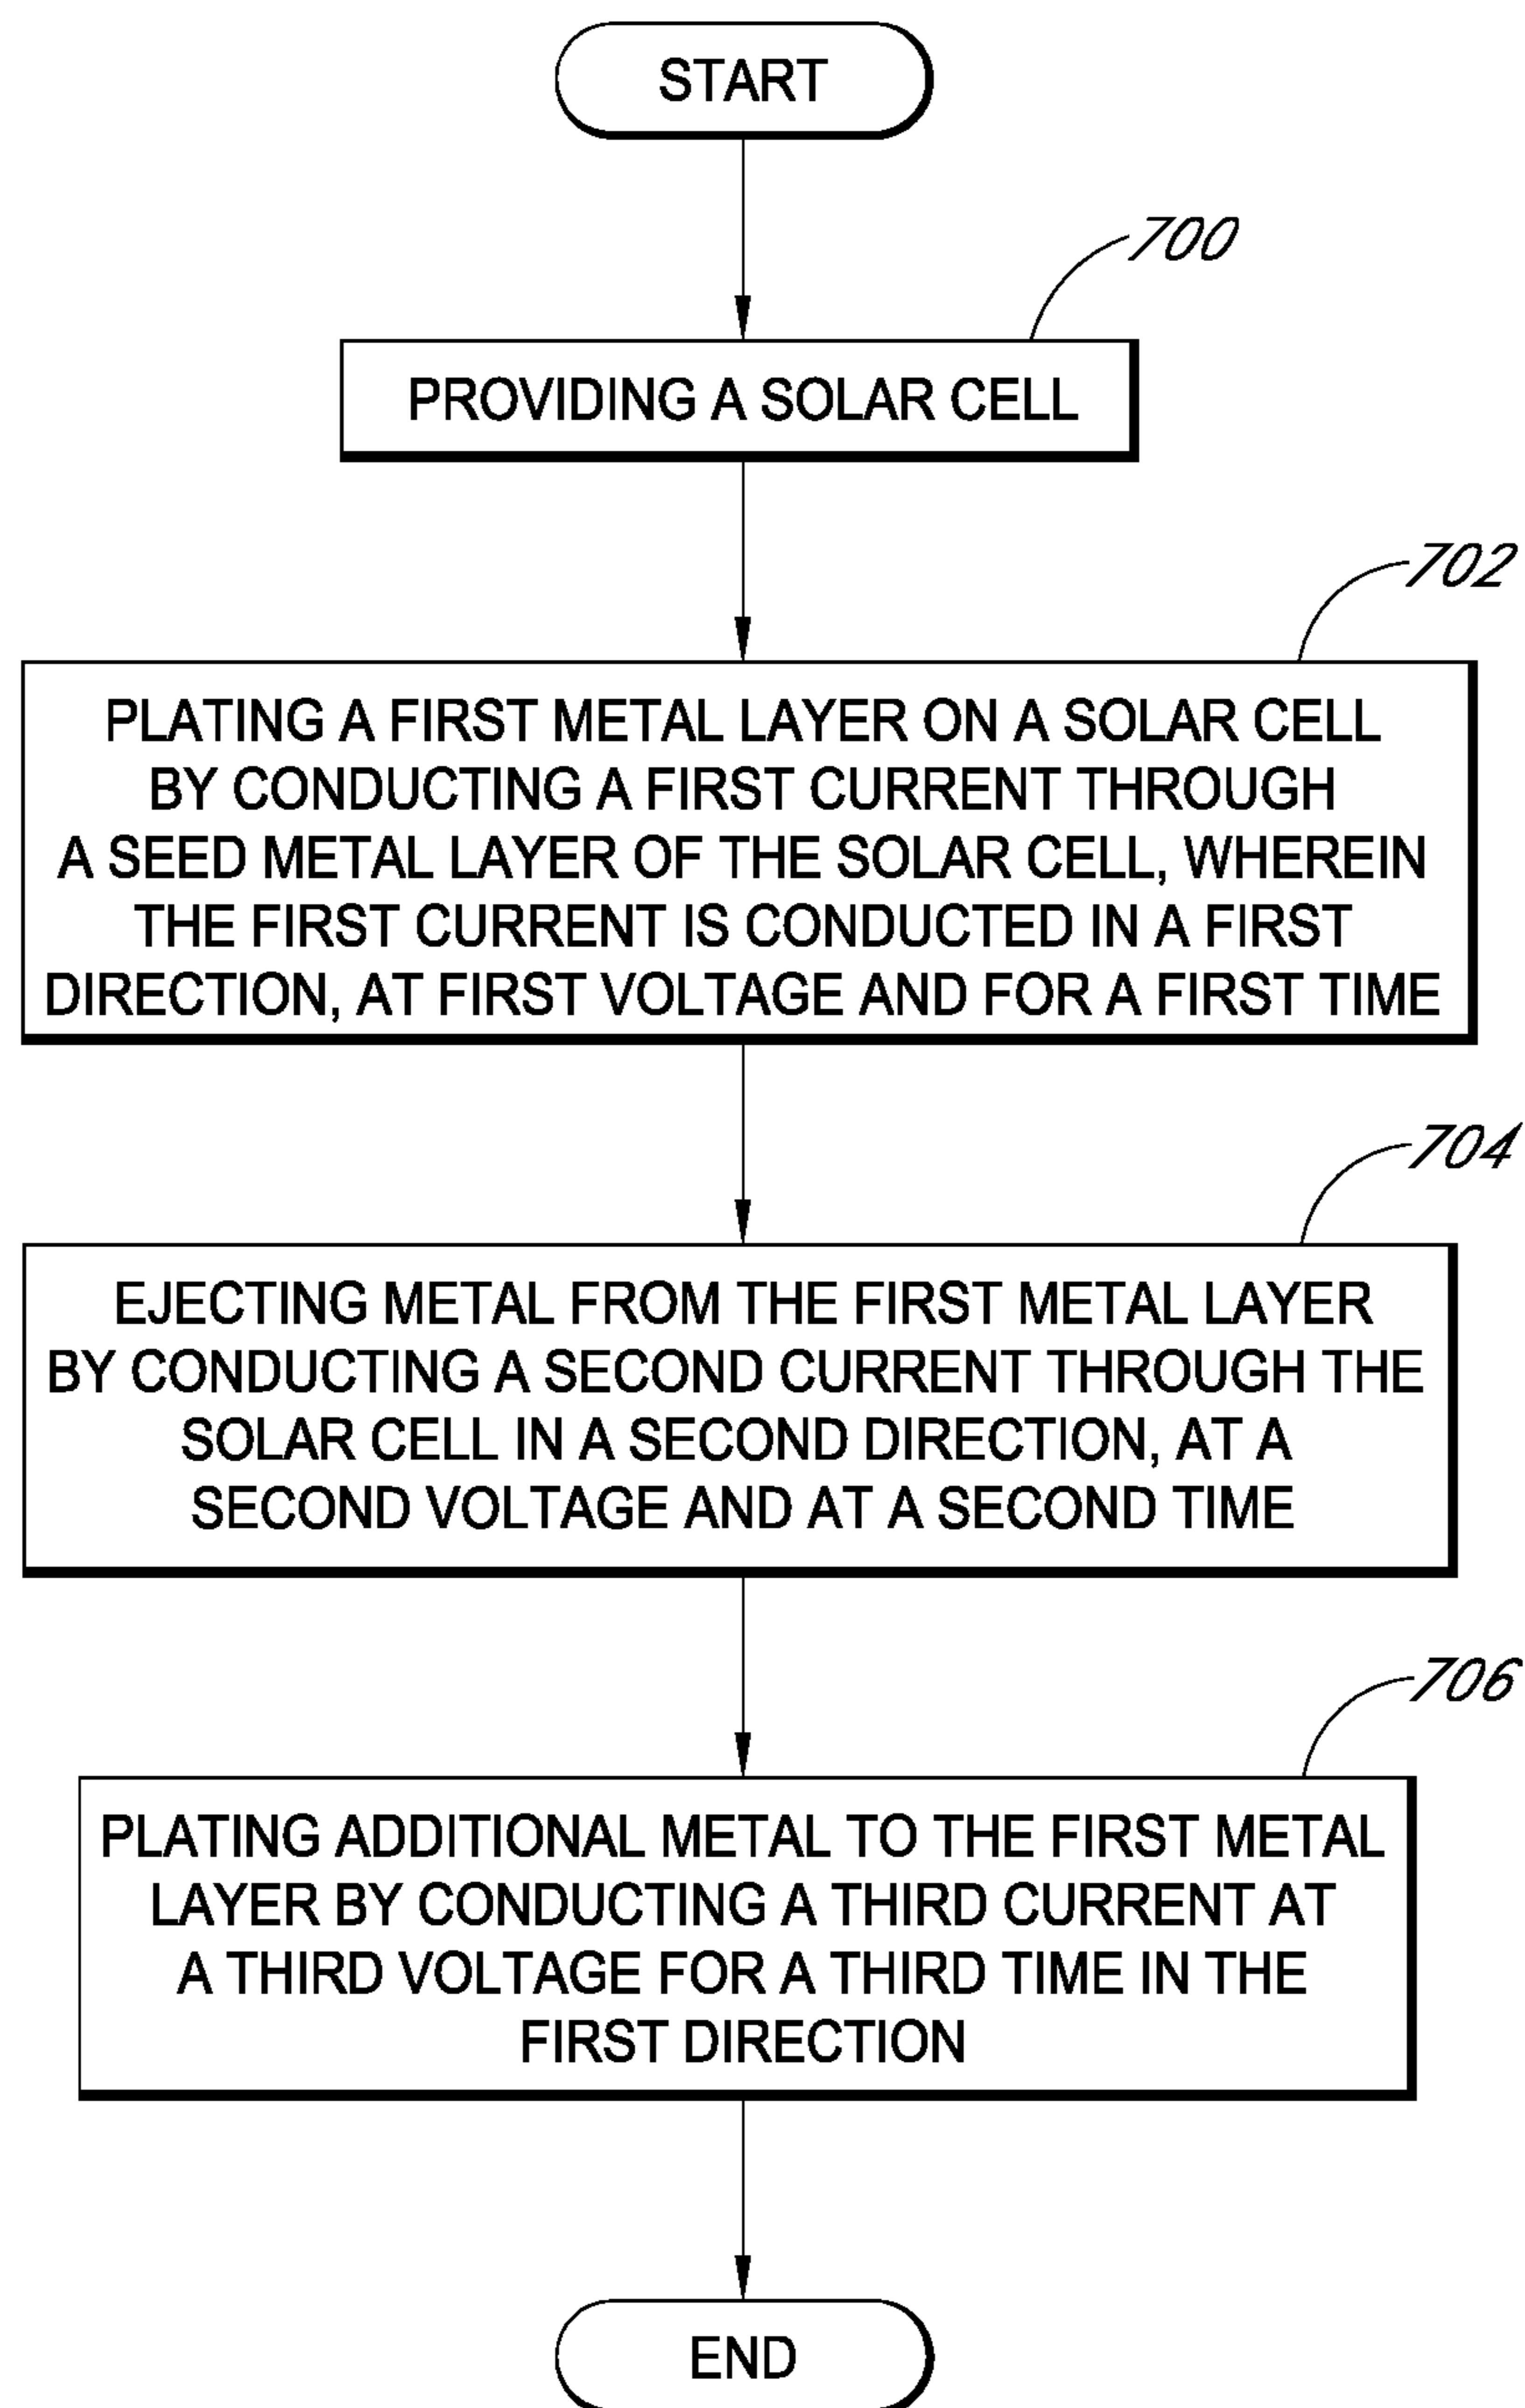 START
700
PROVIDING A SOLAR CELL
702
PLATING A FIRST METAL LAYER ON A SOLAR CELL
BY CONDUCTING A FIRST CURRENT THROUGH
A SEED METAL LAYER OF THE SOLAR CELL, WHEREIN
THE FIRST CURRENT IS CONDUCTED IN A FIRST
DIRECTION, AT FIRST VOLTAGE AND FOR A FIRST TIME
704
EJECTING METAL FROM THE FIRST METAL LAYER
BY CONDUCTING A SECOND CURRENT THROUGH THE
SOLAR CELL IN A SECOND DIRECTION, AT A
SECOND VOLTAGE AND AT A SECOND TIME
706
PLATING ADDITIONAL METAL TO THE FIRST METAL
LAYER BY CONDUCTING A THIRD CURRENT AT
A THIRD VOLTAGE FOR A THIRD TIME IN THE
FIRST DIRECTION
END